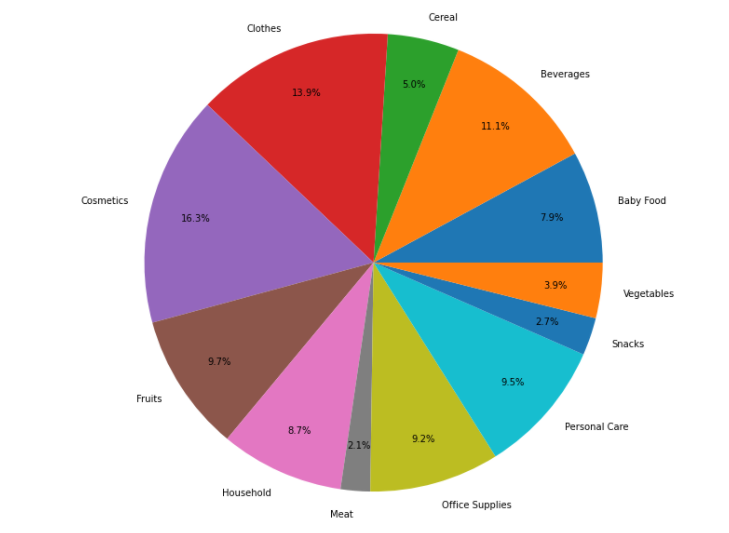 Cereal
Clothes
Beverages
5.0%
13.9%
11.1%
Cosmetics
Baby Food
16.3%
7.9%
3.9%
Vegetables
2.7%
Snacks
9.7%
9.5%
Fruits
Personal Care
8.7%
9.2%
2.1%
Household
Office Supplies
Meat